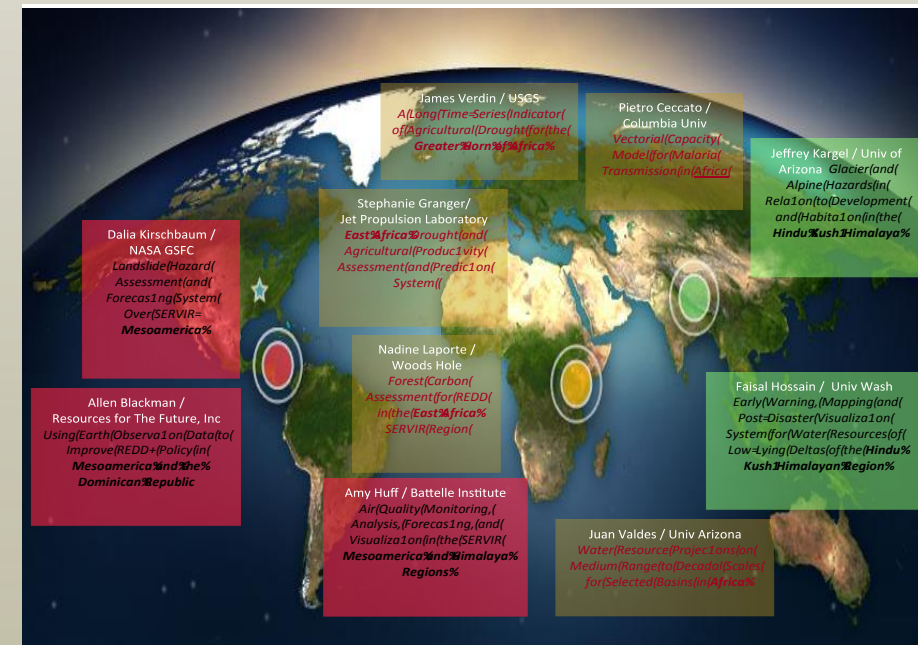 James Verdin / USGS
A(Long(Time=Series(Indicator(
of(Agricultural(Drought(for(the(
Greater%Horn%of%Africa%
Pietro Ceccato /
Columbia Univ
Vectorial(Capacity(
Model(for(Malaria(
Transmission(in(Africa(
Jeffrey Kargel / Univ of
Arizona Glacier(and(
Alpine(Hazards(in(
Rela1on(to(Development(
and(Habita1on(in(the(
Hindu%Kush1Himalaya%
Stephanie Granger/
Jet Propulsion Laboratory
East%Africa%Drought(and(
Agricultural(Produc1vity(
Assessment(and(Predic1on(
System((
Dalia Kirschbaum /
NASA GSFC
Landslide(Hazard(
Assessment(and(
Forecas1ng(System(
Over(SERVIR=
Mesoamerica%
Nadine Laporte /
Woods Hole
Forest(Carbon(
Assessment(for(REDD(
in(the(East%Africa%
SERVIR(Region(
Allen Blackman /
Resources for The Future, Inc
Using(Earth(Observa1on(Data(to(
Improve(REDD+(Policy(in(
Mesoamerica%and%the%
Dominican%Republic
Faisal Hossain / Univ Wash
Early(Warning,(Mapping(and(
Post=Disaster(Visualiza1on(
System(for(Water(Resources(of(
Low=Lying(Deltas(of(the(Hindu%
Kush1Himalayan%Region%
Amy Huff / Battelle Institute
Air(Quality(Monitoring,(
Analysis,(Forecas1ng,(and(
Visualiza1on(in(the(SERVIR(
Mesoamerica%and%Himalaya%
Regions%
Juan Valdes / Univ Arizona
Water(Resource(Projec1ons(on(
Medium(Range(to(Decadal(Scales(
for(Selected(Basins(in(Africa%